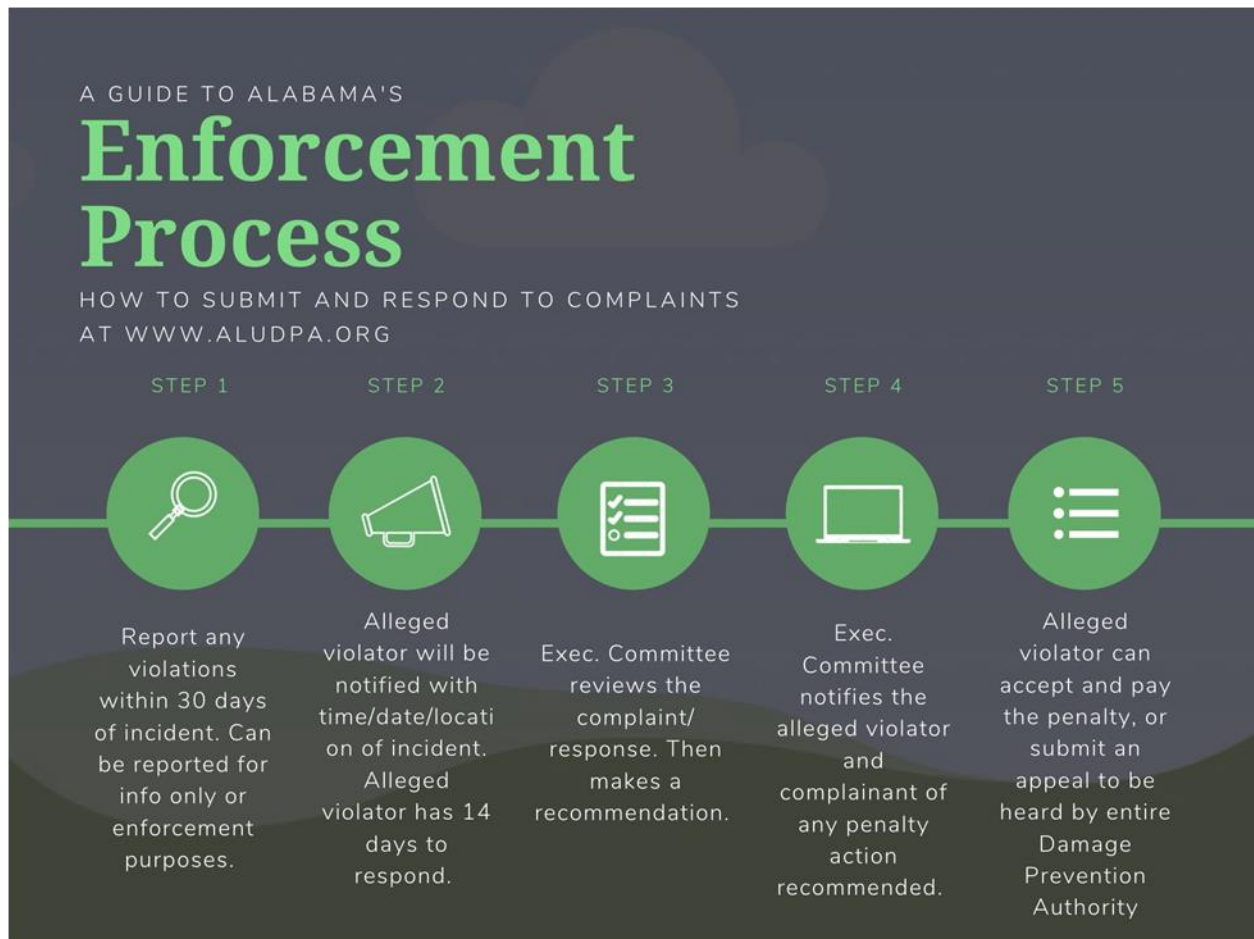 A GUIDE TO ALABAMA'S
Enforcement
Process
HOW TO SUBMIT AND RESPOND TO COMPLAINTS
AT WWW.ALUDPA.ORG
STEP 1
Report any
violations
within 30 days
of incident. Can
be reported for
info only or
enforcement
purposes.
STEP 2
Alleged
violator will be
notified with
time/date/locati
on of incident.
Alleged
violator has 14
days to
respond.
STEP 3
Exec. Committee
reviews the
complaint/
response. Then
makes a
recommendation.
STEP 4
Exec.
Committee
notifies the
alleged violator
and
complainant of
any penalty
action
recommended.
STEP 5
Alleged
violator can
accept and pay
the penalty, or
submit an
appeal to be
heard by entire
Damage
Prevention
Authority